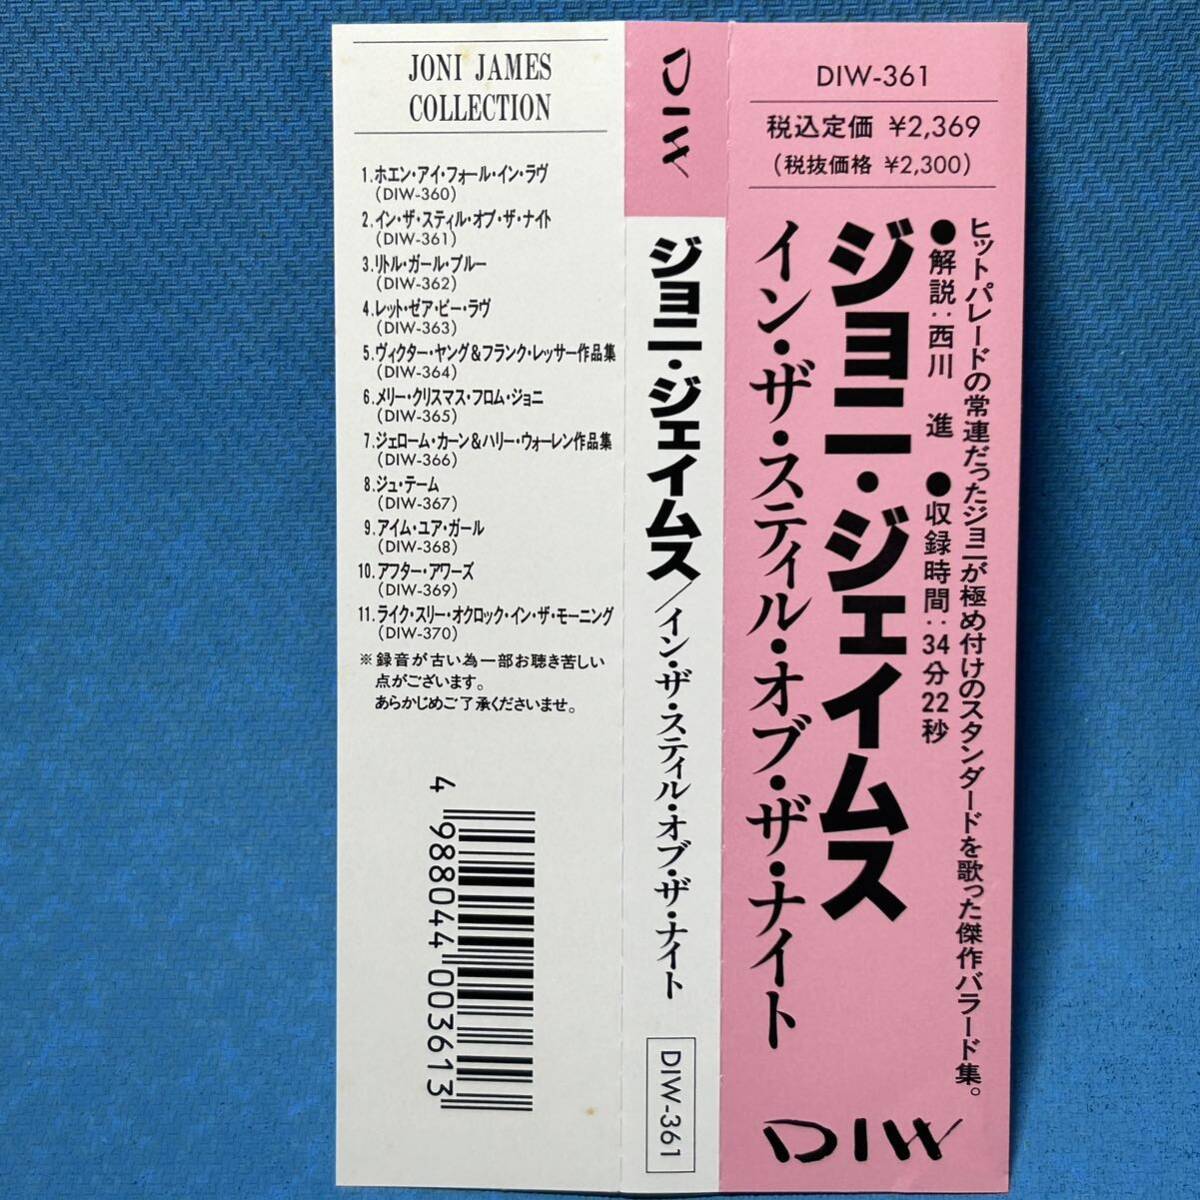 JONI JAMES
COLLECTION
1.ホエン・アイ・フォール・イン・ラヴ
(DIW-360)
2.イン・ザ・スティル・オブ・ザ・ナイト
(DIW-361)
3.リトル・ガール・ブルー
(DIW-362)
4.レット・ゼア・ビー・ラヴ
(DIW-363)
5.ヴィクター・ヤング&フランク・レッサー作品集
(DIW-364)
6.メリー・クリスマス・フロム・ジョニ
(DIW-365)
7.ジェローム・カーン&ハリー・ウォーレン作品集
(DIW-366)
8.ジュ・テーム
(DIW-367)
9.アイム・ユア・ガール
(DIW-368)
10.アフター・アワーズ
(DIW-369)
11.ライク・スリー・オクロック・イン・ザ・モーニング
(DIW-370)
※録音が古い為一部お聴き苦しい
点がございます。
あらかじめご了承くださいませ。
4 988044 003613
DIW
ジョニ・ジェイムス/イン・ザ・スティル・オブ・ザ・ナイト
DIW-361
DIW-361
税込定価 ¥2,369
(税抜価格 ¥2,300)
ヒットパレードの常連だったジョニが極め付けのスタンダードを歌った傑作バラード集。
●解説:西川 進 ●収録時間:34分22秒
ジョニ・ジェイムス
イン・ザ・スティル・オブ・ザ・ナイト
DIW